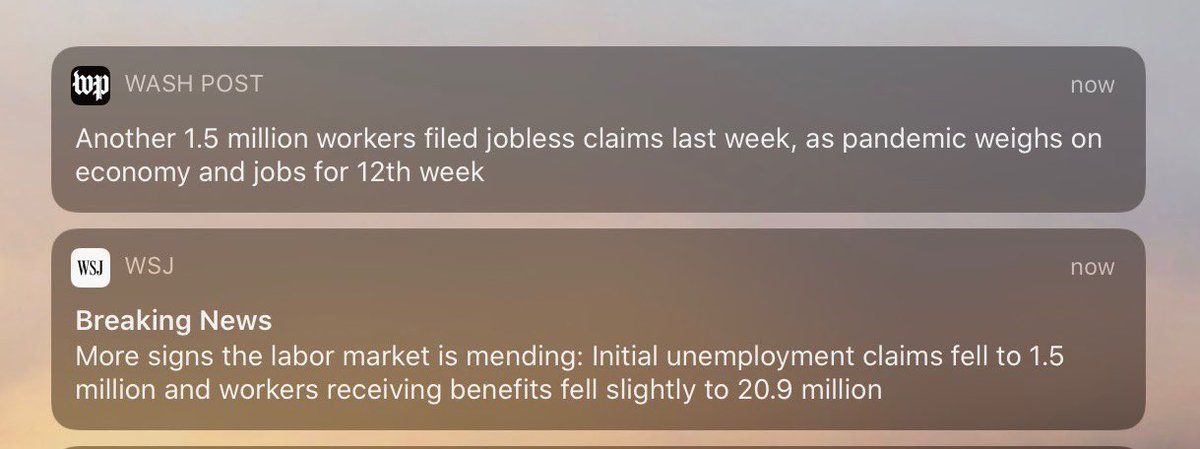 wp WASH POST now
Another 1.5 million workers filed jobless claims last week, as pandemic weighs on
economy and jobs for 12th week
WSJ WSJ now
Breaking News
More signs the labor market is mending: Initial unemployment claims fell to 1.5
million and workers receiving benefits fell slightly to 20.9 million